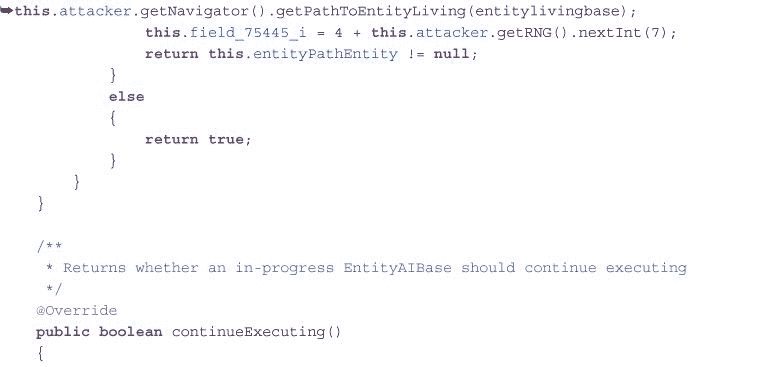 ➥this.attacker.getNavigator().getPathToEntityLiving(entitylivingbase);
                this.field_75445_i = 4 + this.attacker.getRNG().nextInt(7);
                return this.entityPathEntity != null;
            }
            else
            {
                return true;
            }
        }
    }

    /**
     * Returns whether an in-progress EntityAIBase should continue executing
     */
    @Override
    public boolean continueExecuting()
    {